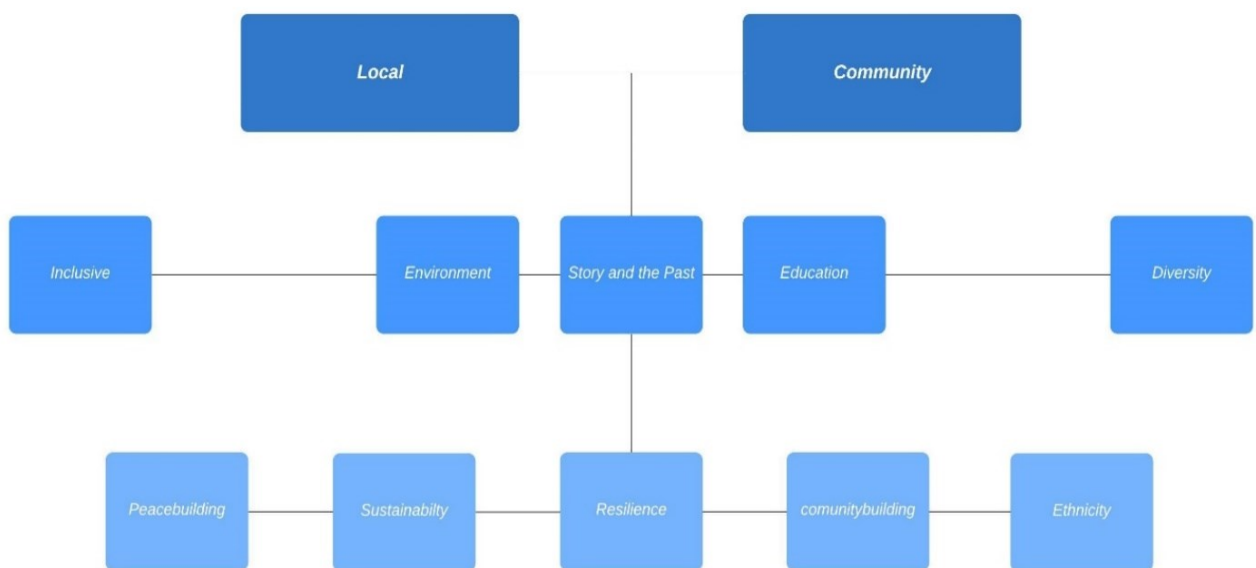 Local
Community
Inclusive
Environment
Story and the Past
Education
Diversity
Peacebuilding
Sustainabilty
Resilience
comunitybuilding
Ethnicity